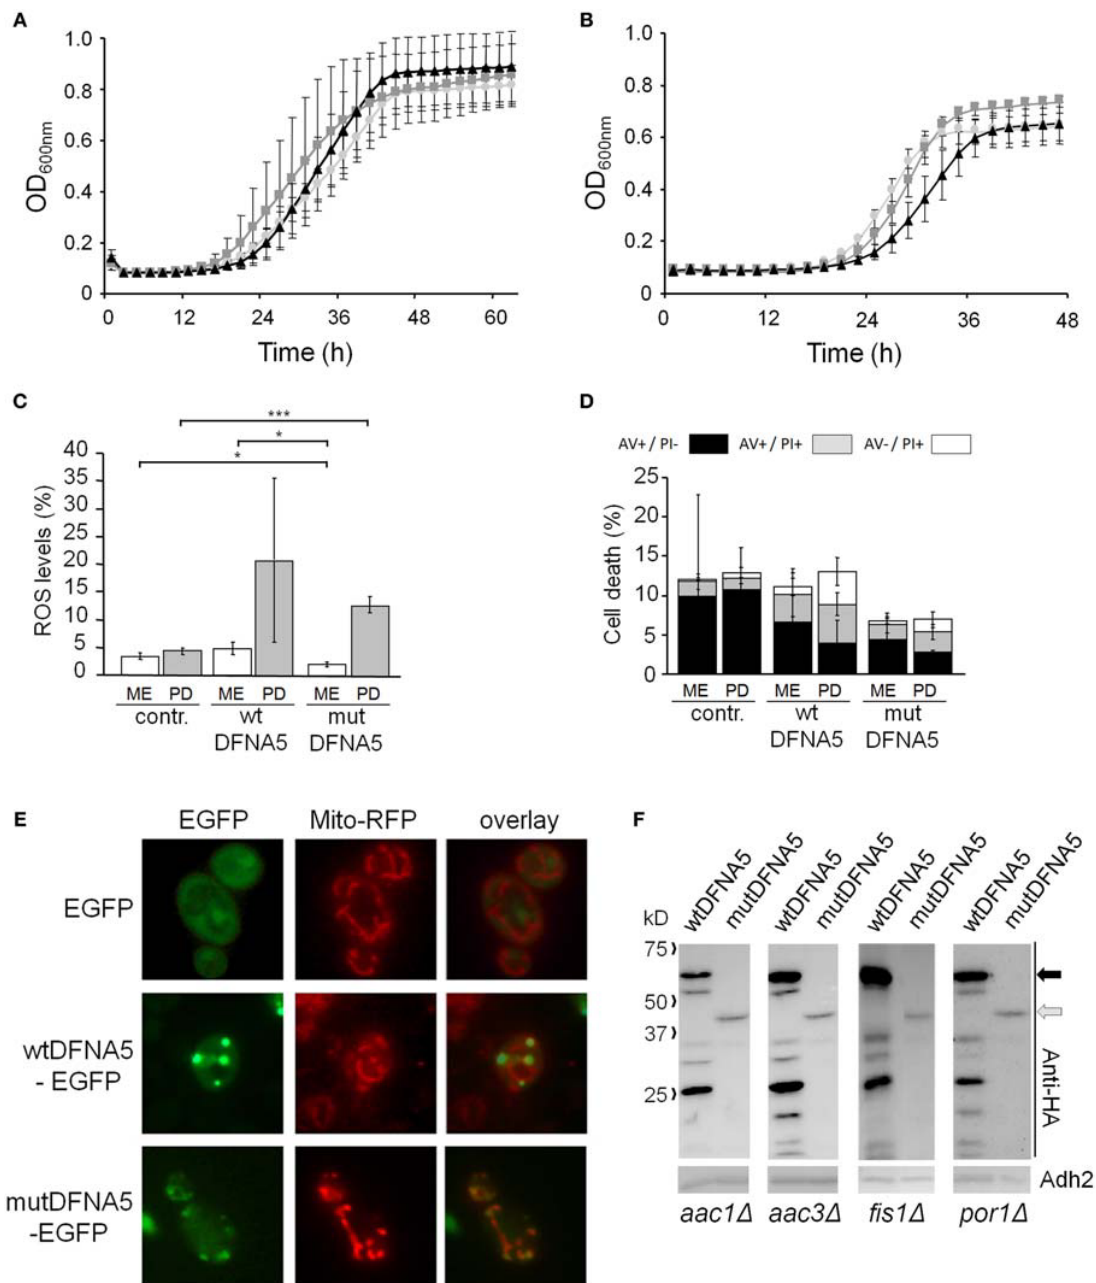 A
1.0
0.8
0.6
0.4
0.2
0
OD600nm
0 12 24 36 48 60
Time (h)
B
1.0
0.8
0.6
0.4
0.2
0
OD600nm
0 12 24 36 48
Time (h)
C
***
*
*
40
35
30
25
20
15
10
5
0
ROS levels (%)
ME PD ME PD ME PD
contr. wt mut
DFNA5 DFNA5
D
AV+ / PI- AV+ / PI+ AV- / PI+
25
20
15
10
5
0
Cell death (%)
ME PD ME PD ME PD
contr. wt mut
DFNA5 DFNA5
E
EGFP Mito-RFP overlay
EGFP
wtDFNA5
- EGFP
mutDFNA5
-EGFP
F
wtDFNA5 mutDFNA5 wtDFNA5 mutDFNA5 wtDFNA5 mutDFNA5 wtDFNA5 mutDFNA5
kD
75
50
37
25
Anti-HA
Adh2
aac1Δ aac3Δ fis1Δ por1Δ